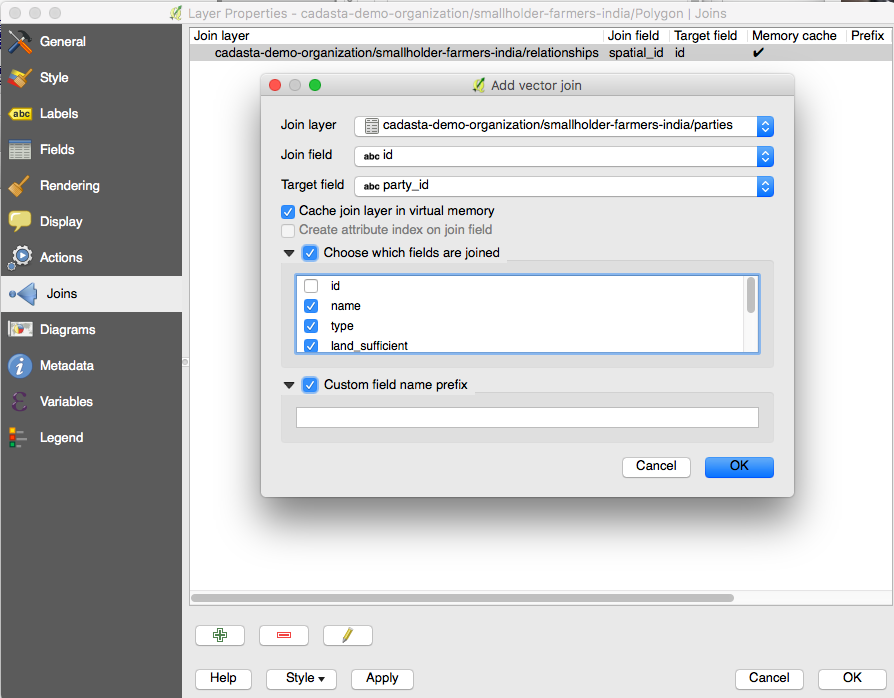 Layer Properties - cadasta-demo-organization/smallholder-farmers-india/Polygon | Joins
General
Style
Labels
Fields
Rendering
Display
Actions
Joins
Diagrams
Metadata
Variables
Legend
Join layer Join field Target field Memory cache Prefix
cadasta-demo-organization/smallholder-farmers-india/relationships spatial_id id
Add vector join
Join layer cadasta-demo-organization/smallholder-farmers-india/parties
Join field abc id
Target field abc party_id
Cache join layer in virtual memory
Create attribute index on join field
Choose which fields are joined
id
name
type
land_sufficient
Custom field name prefix
Cancel OK
Help Style Apply Cancel OK